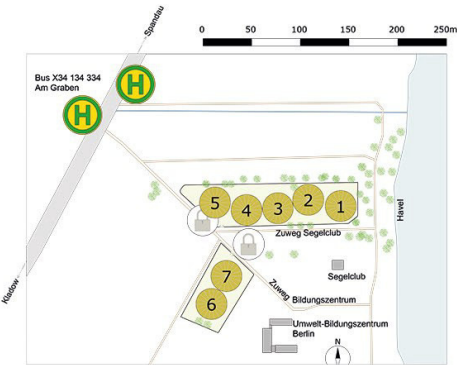 0 50 100 150 200 250m
Spandau
Bus X34 134 334
Am Graben
H
H
5 4 3 2 1
Havel
Zuweg Segelclub
7
6
Segelclub
Zuweg
Bildungszentrum
Kladow
Umwelt-Bildungszentrum
Berlin
N